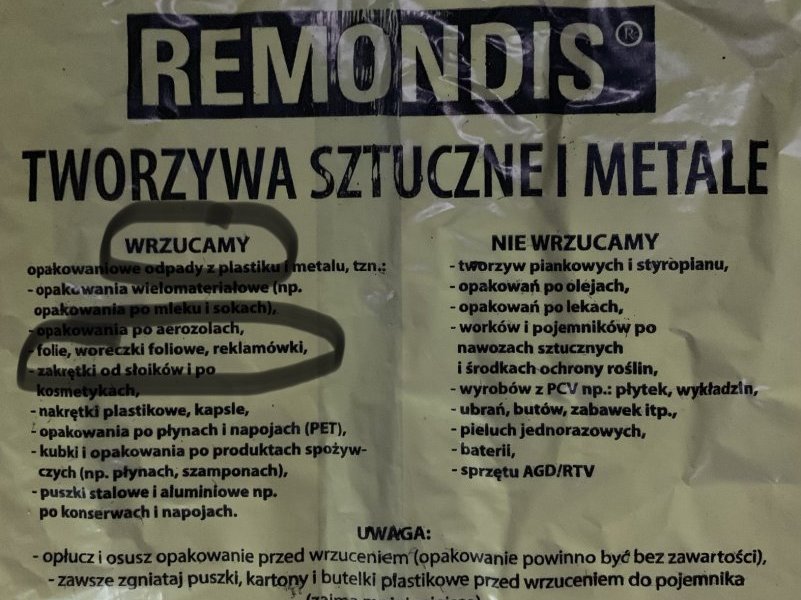 REMONDIS®
TWORZYWA SZTUCZNE I METALE
WRZUCAMY
opakowaniowe odpady z plastiku i metalu, tzn.:
- opakowania wielomateriałowe (np.
opakowania po mleku i sokach),
- opakowania po aerozolach,
- folie, woreczki foliowe, reklamówki,
- zakrętki od słoików i po
kosmetykach,
- nakrętki plastikowe, kapsle,
- opakowania po płynach i napojach (PET),
- kubki i opakowania po produktach spożyw-
czych (np. płynach, szamponach),
- puszki stalowe i aluminiowe np.
po konserwach i napojach.
NIE WRZUCAMY
- tworzyw piankowych i styropianu,
- opakowań po olejach,
- opakowań po lekach,
- worków i pojemników po
nawozach sztucznych
i środkach ochrony roślin,
- wyrobów z PCV np.: płytek, wykładzin,
- ubrań, butów, zabawek itp.,
- pieluch jednorazowych,
- baterii,
- sprzętu AGD/RTV
UWAGA:
- opłucz i osusz opakowanie przed wrzuceniem (opakowanie powinno być bez zawartości),
- zawsze zgniataj puszki, kartony i butelki plastikowe przed wrzuceniem do pojemnika